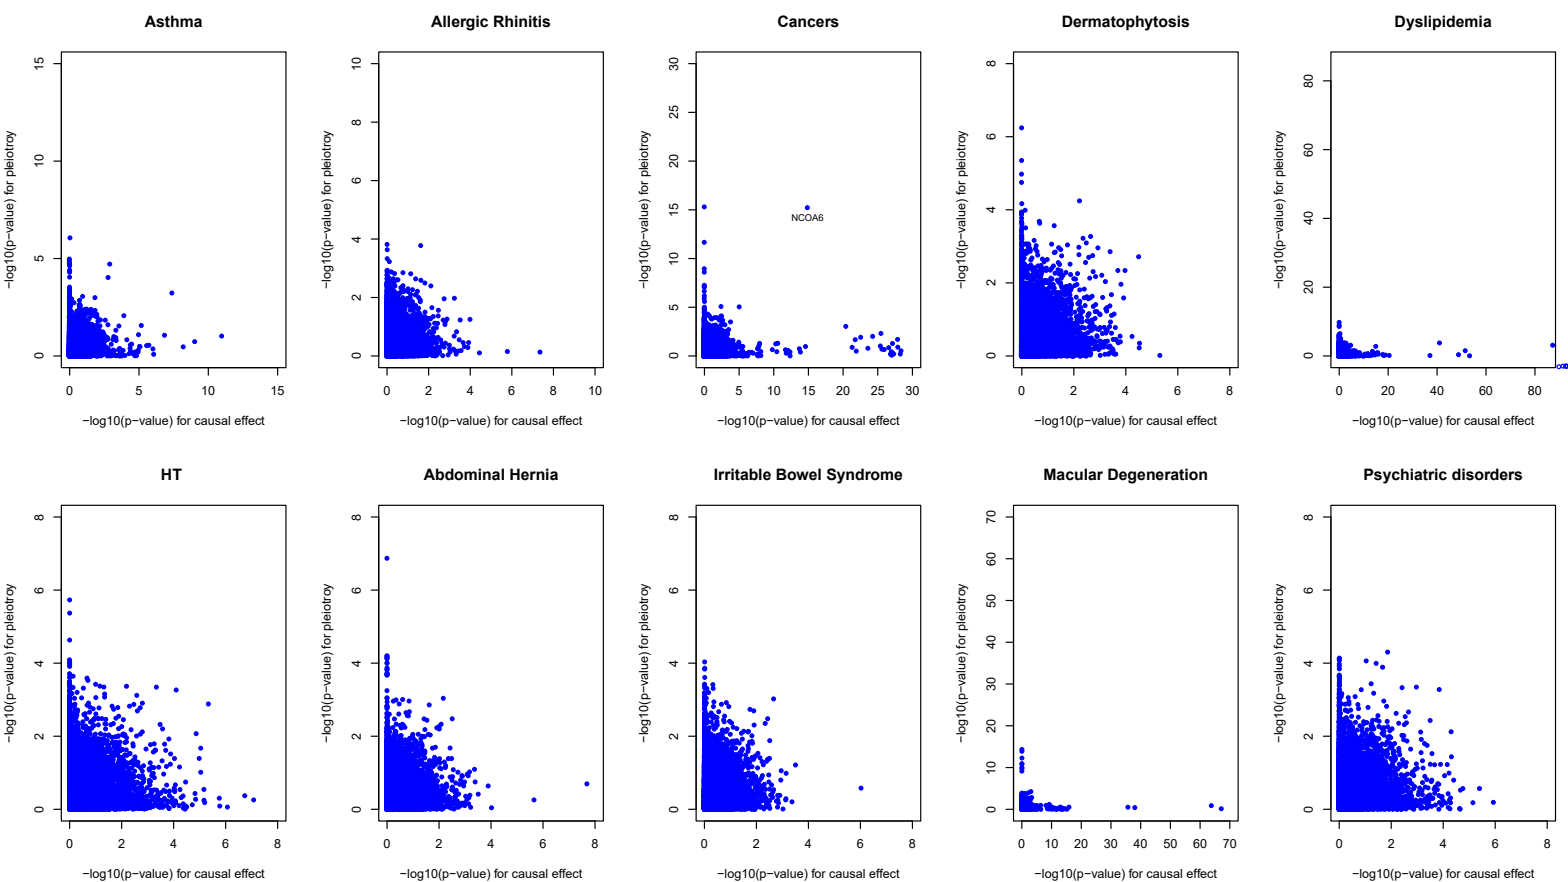 Asthma
Allergic Rhinitis
Cancers
Dermatophytosis
Dyslipidemia
−log10(p−value) for pleiotroy
15
10
5
0
0 5 10 15
−log10(p−value) for causal effect
−log10(p−value) for pleiotroy
10
8
6
4
2
0
0 2 4 6 8 10
−log10(p−value) for causal effect
−log10(p−value) for pleiotroy
30
25
20
15
10
5
0
NCOA6
0 5 10 15 20 25 30
−log10(p−value) for causal effect
−log10(p−value) for pleiotroy
8
6
4
2
0
0 2 4 6 8
−log10(p−value) for causal effect
−log10(p−value) for pleiotroy
80
60
40
20
0
0 20 40 60 80
−log10(p−value) for causal effect
HT
Abdominal Hernia
Irritable Bowel Syndrome
Macular Degeneration
Psychiatric disorders
−log10(p−value) for pleiotroy
8
6
4
2
0
0 2 4 6 8
−log10(p−value) for causal effect
−log10(p−value) for pleiotroy
8
6
4
2
0
0 2 4 6 8
−log10(p−value) for causal effect
−log10(p−value) for pleiotroy
8
6
4
2
0
0 2 4 6 8
−log10(p−value) for causal effect
−log10(p−value) for pleiotroy
70
60
50
40
30
20
10
0
0 10 20 30 40 50 60 70
−log10(p−value) for causal effect
−log10(p−value) for pleiotroy
8
6
4
2
0
0 2 4 6 8
−log10(p−value) for causal effect